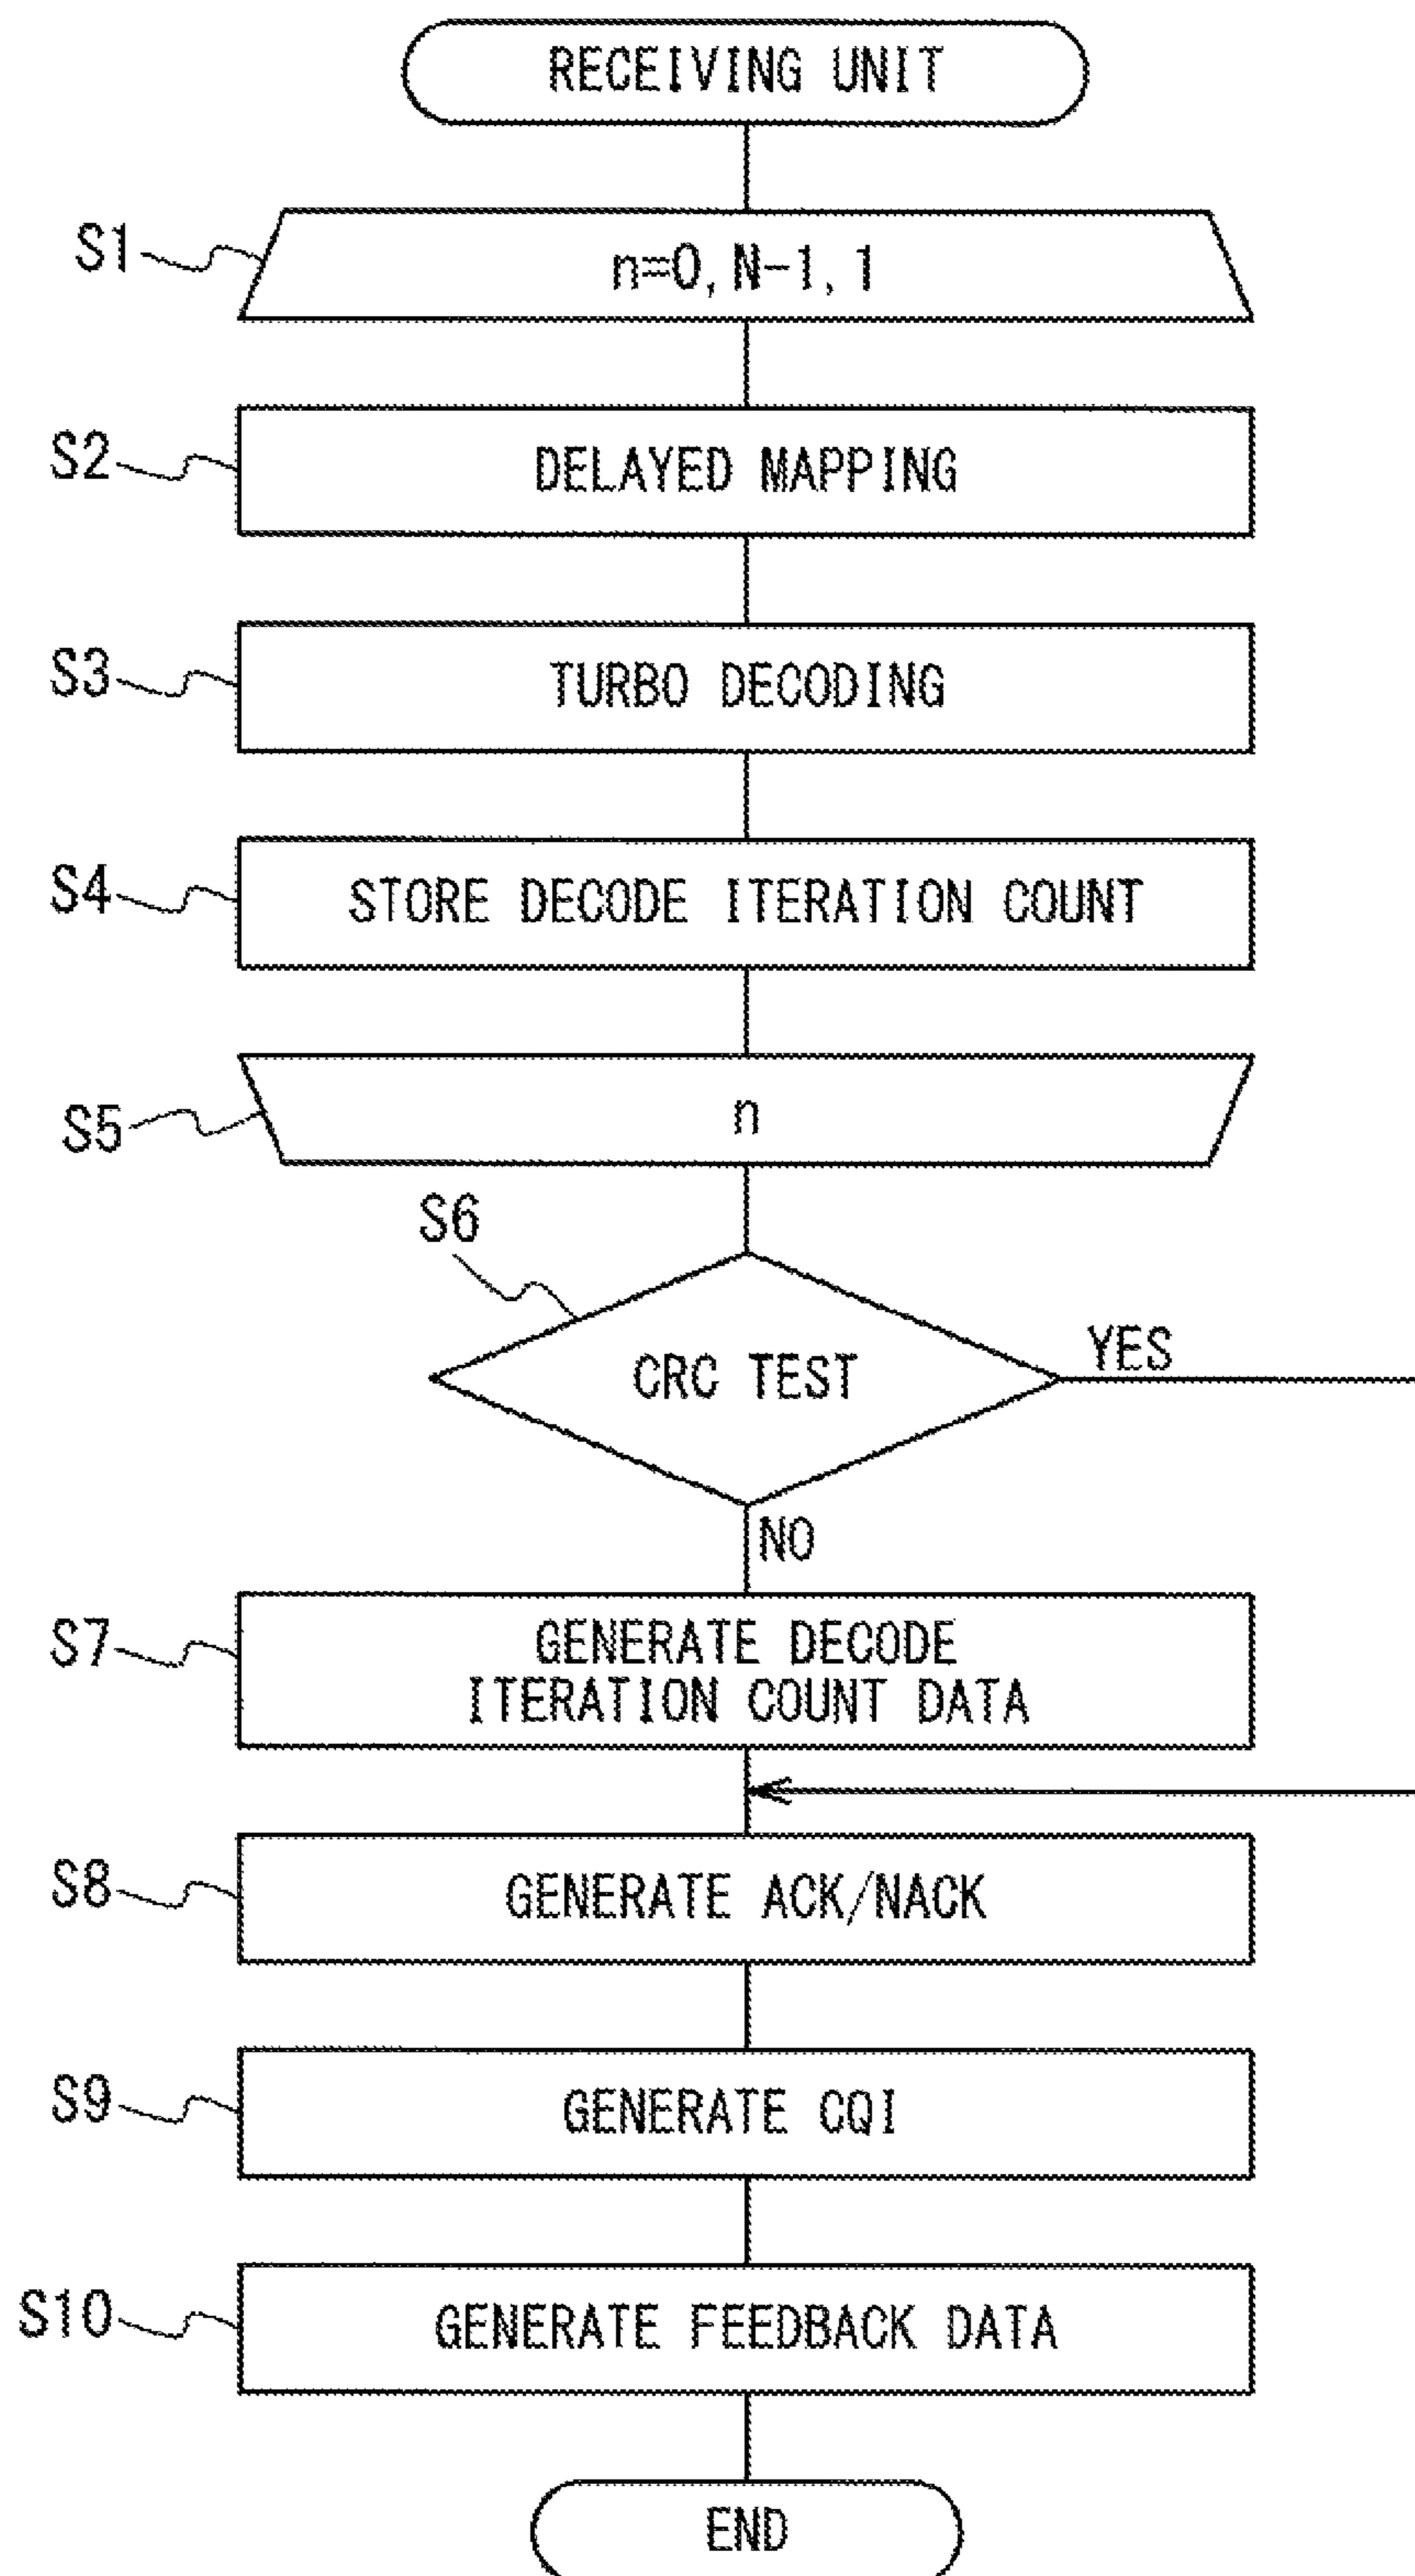 RECEIVING UNIT
S1
n=0, N-1, 1
S2
DELAYED MAPPING
S3
TURBO DECODING
S4
STORE DECODE ITERATION COUNT
S5
n
S6
CRC TEST
YES
NO
S7
GENERATE DECODE
ITERATION COUNT DATA
S8
GENERATE ACK/NACK
S9
GENERATE CQI
S10
GENERATE FEEDBACK DATA
END